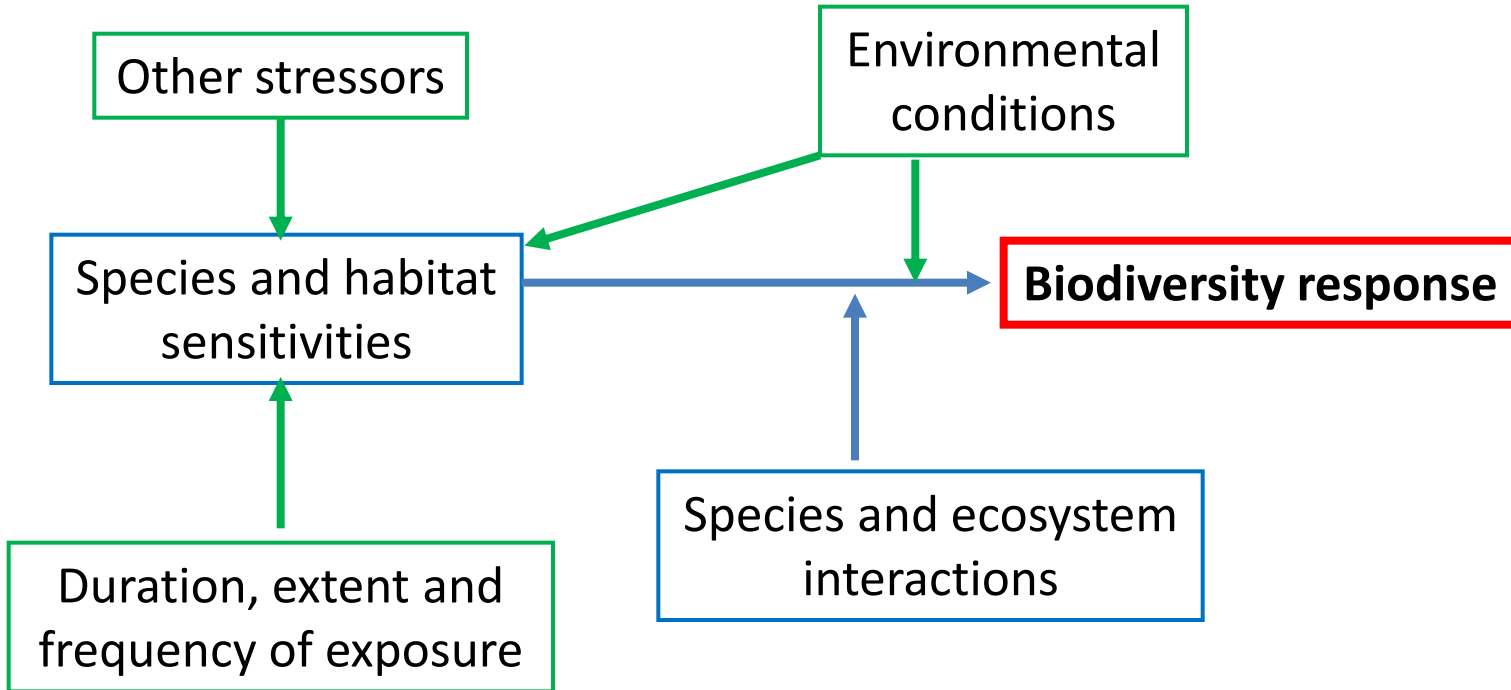 Other stressors
Environmental
conditions
Species and habitat
sensitivities
Biodiversity response
Species and ecosystem
interactions
Duration, extent and
frequency of exposure